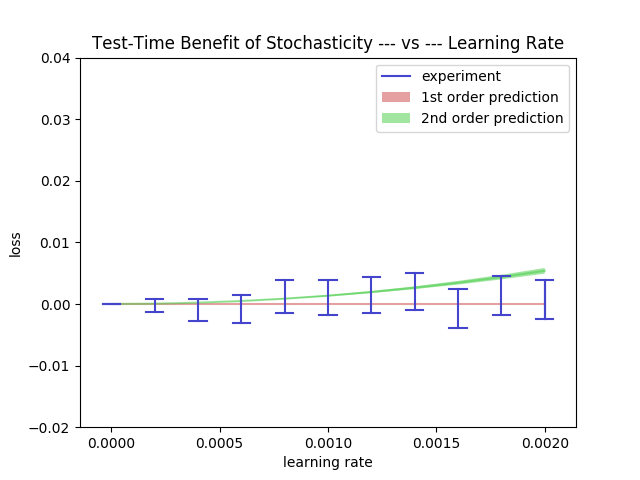 Test-Time Benefit of Stochasticity --- vs --- Learning Rate
experiment
1st order prediction
2nd order prediction
loss
0.04
0.03
0.02
0.01
0.00
−0.01
−0.02
0.0000 0.0005 0.0010 0.0015 0.0020
learning rate